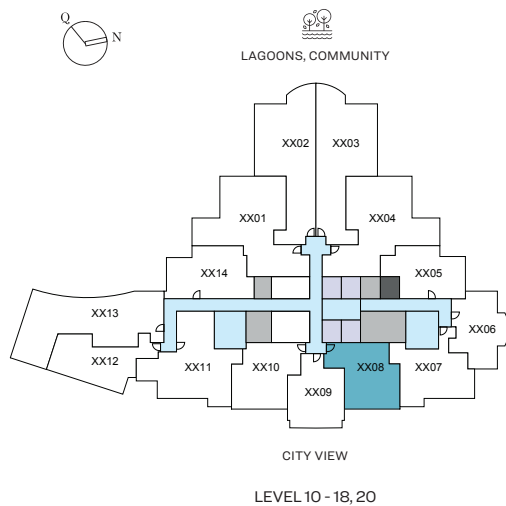 Q
N
LAGOONS, COMMUNITY
XX02
XX03
XX01
XX04
XX14
XX05
XX13
XX06
XX12
XX11
XX10
XX08
XX07
XX09
CITY VIEW
LEVEL 10 - 18, 20